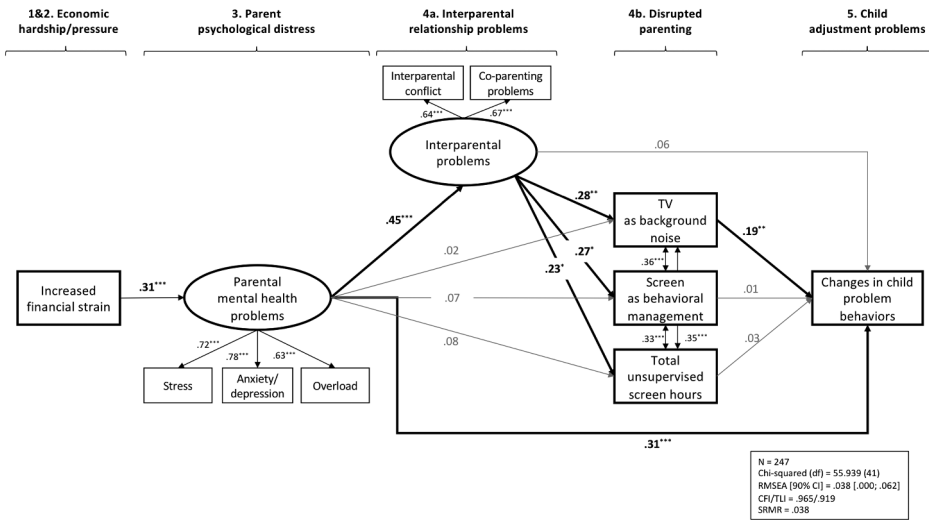 1&2. Economic
hardship/pressure
3. Parent
psychological distress
4a. Interparental
relationship problems
4b. Disrupted
parenting
5. Child
adjustment problems
Interparental
conflict
Co-parenting
problems
.64***
.67***
Interparental
problems
.06
.28**
TV
as background
noise
.45***
.19**
.02
.27*
.23*
.36***
Increased
financial strain
.31***
Parental
mental health
problems
.07
Screen
as behavioral
management
.01
Changes in child
problem
behaviors
.08
.33***
.35***
.03
.72***
.78***
.63***
Stress
Anxiety/
depression
Overload
Total
unsupervised
screen hours
.31***
N = 247
Chi-squared (df) = 55.939 (41)
RMSEA [90% CI] = .038 [.000; .062]
CFI/TLI = .965/.919
SRMR = .038